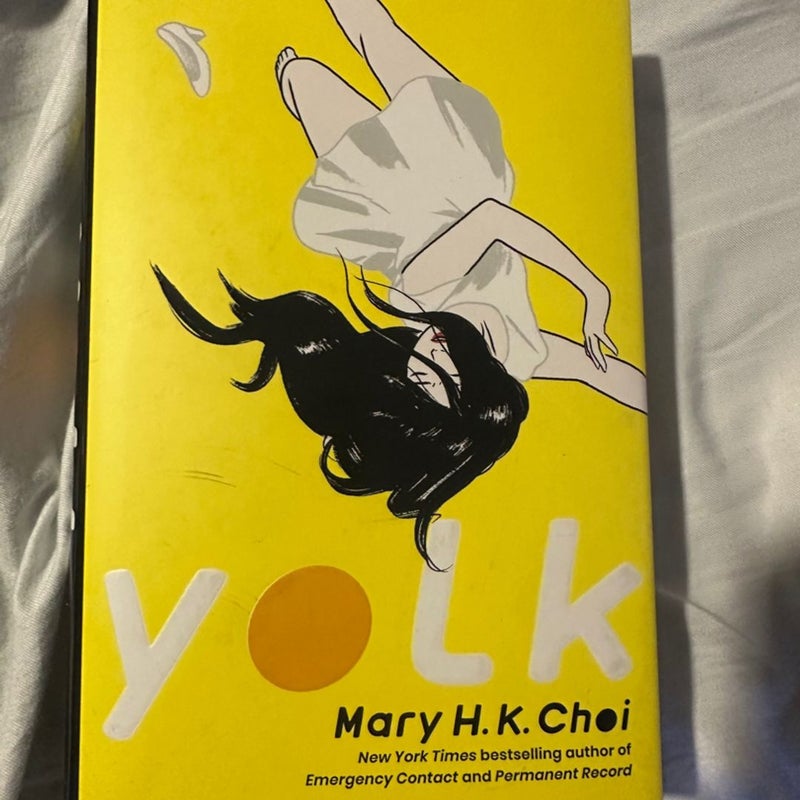 yolk
Mary H. K. Choi
New York Times bestselling author of
Emergency Contact and Permanent Record